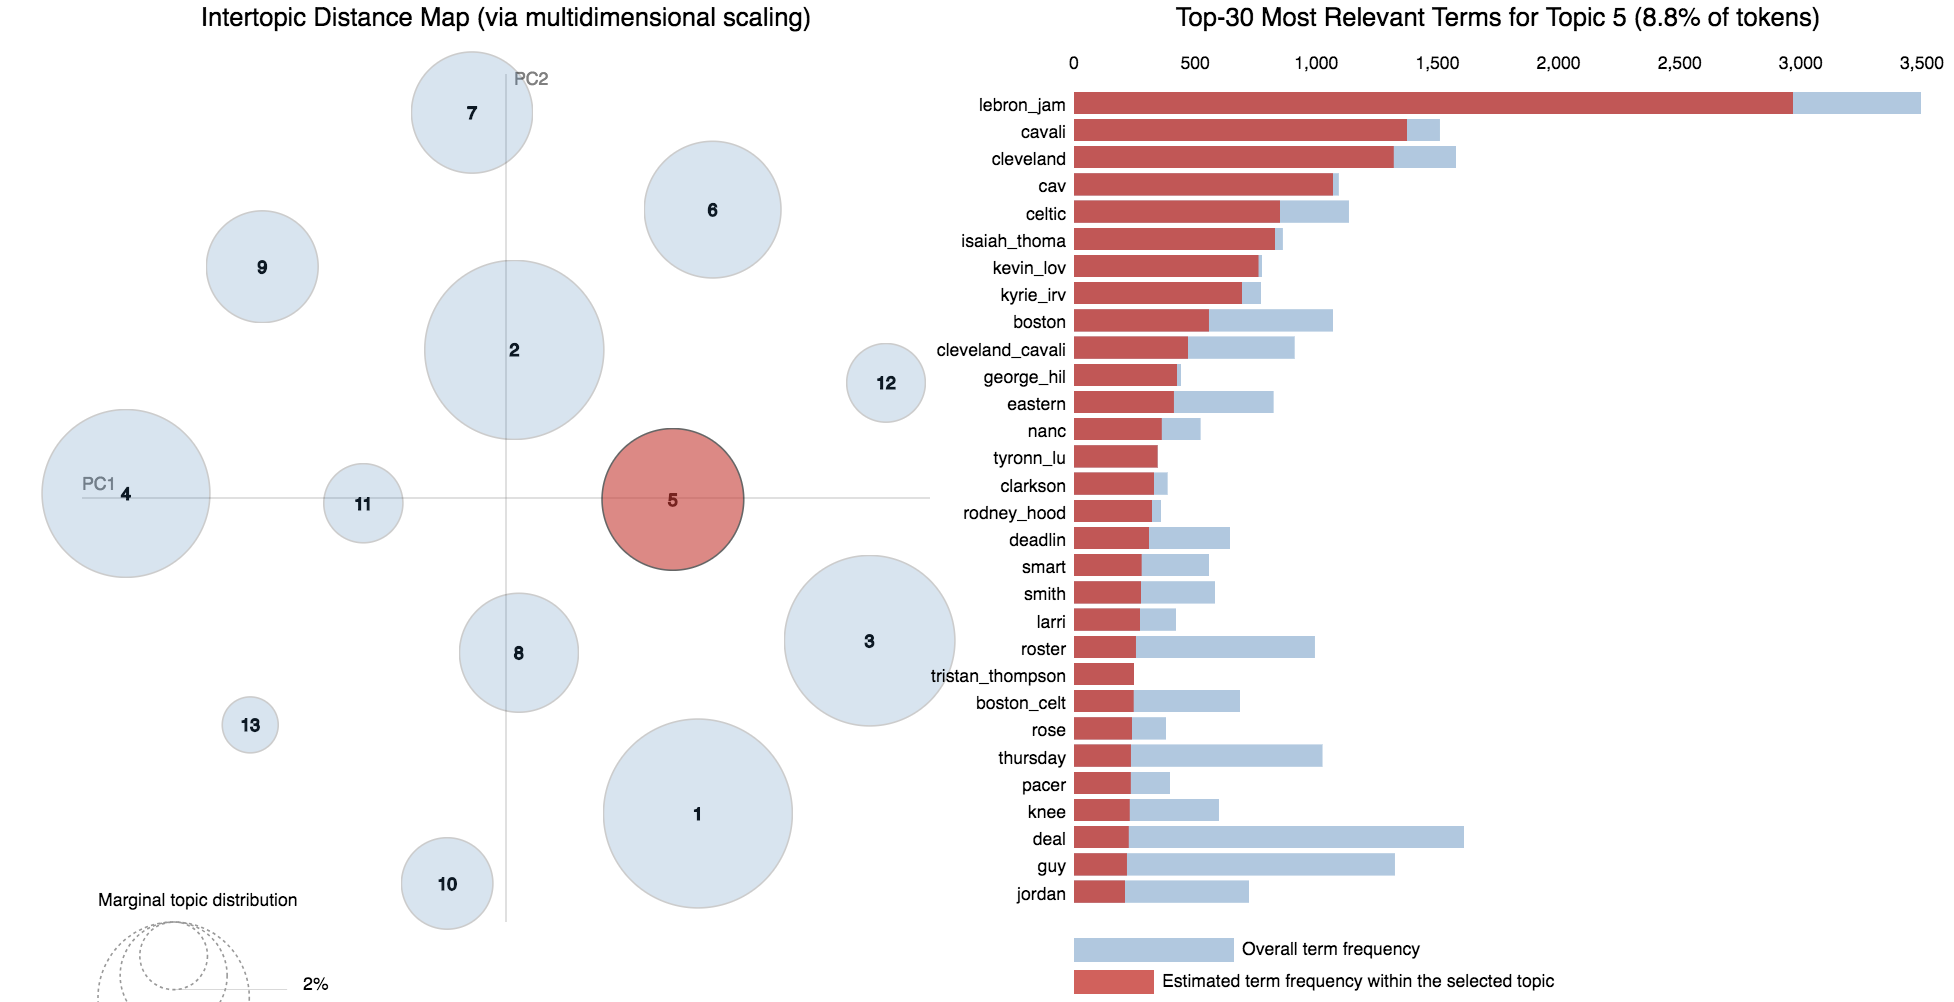 Intertopic Distance Map (via multidimensional scaling)
PC2
7
6
9
2
12
PC1
4
11
5
8
3
13
1
10
Marginal topic distribution
2%
Top-30 Most Relevant Terms for Topic 5 (8.8% of tokens)
0 500 1,000 1,500 2,000 2,500 3,000 3,500
lebron_jam
cavali
cleveland
cav
celtic
isaiah_thoma
kevin_lov
kyrie_irv
boston
cleveland_cavali
george_hil
eastern
nanc
tyronn_lu
clarkson
rodney_hood
deadlin
smart
smith
larri
roster
tristan_thompson
boston_celt
rose
thursday
pacer
knee
deal
guy
jordan
Overall term frequency
Estimated term frequency within the selected topic